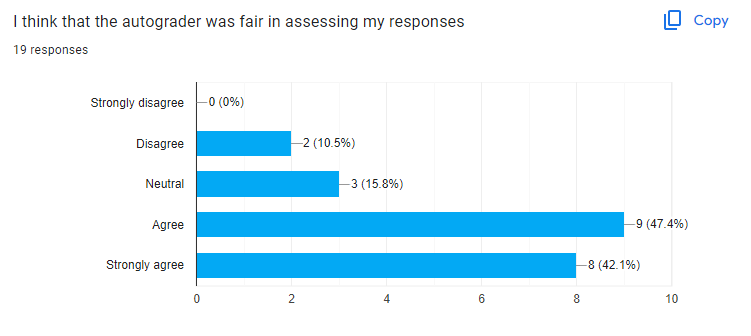 I think that the autograder was fair in assessing my responses
Copy
19 responses
Strongly disagree 0 (0%)
Disagree 2 (10.5%)
Neutral 3 (15.8%)
Agree 9 (47.4%)
Strongly agree 8 (42.1%)
0 2 4 6 8 10